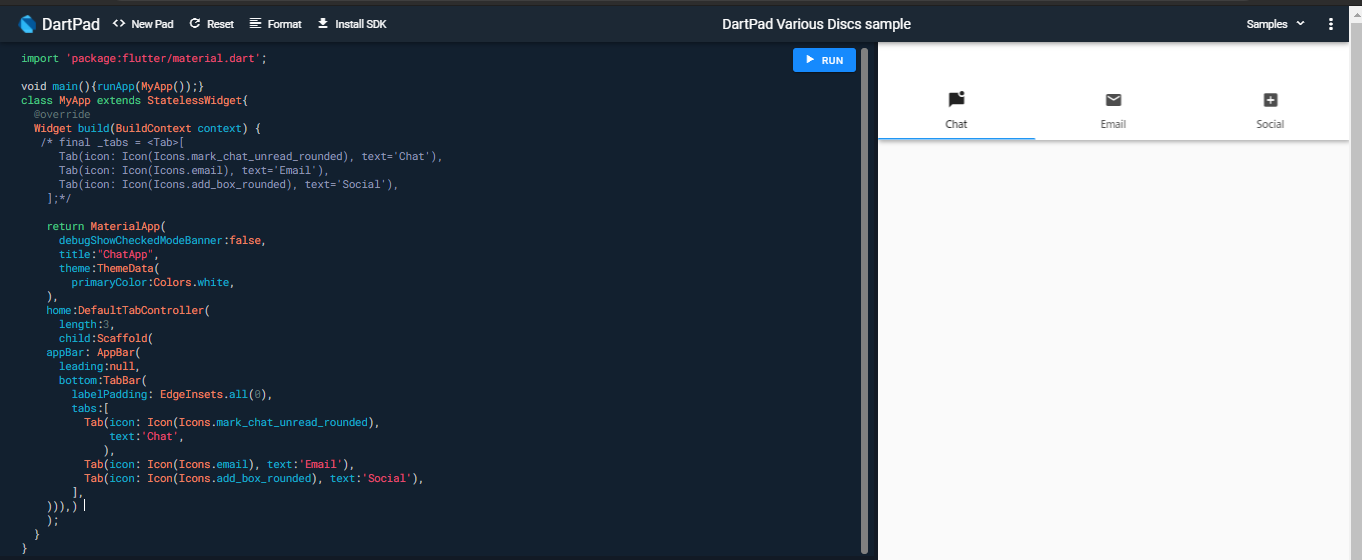 DartPad
<> New Pad
Reset
Format
Install SDK
DartPad Various Discs sample
Samples
import 'package:flutter/material.dart';
RUN
void main(){runApp(MyApp());}
class MyApp extends StatelessWidget{
@override
Widget build(BuildContext context) {
/* final _tabs = <Tab>[
Tab(icon: Icon(Icons.mark_chat_unread_rounded), text='Chat'),
Tab(icon: Icon(Icons.email), text='Email'),
Tab(icon: Icon(Icons.add_box_rounded), text='Social'),
];*/
return MaterialApp(
debugShowCheckedModeBanner:false,
title:"ChatApp",
theme:ThemeData(
primaryColor:Colors.white,
),
home:DefaultTabController(
length:3,
child:Scaffold(
appBar: AppBar(
leading:null,
bottom:TabBar(
labelPadding: EdgeInsets.all(0),
tabs:[
Tab(icon: Icon(Icons.mark_chat_unread_rounded),
text:'Chat',
),
Tab(icon: Icon(Icons.email), text:'Email'),
Tab(icon: Icon(Icons.add_box_rounded), text:'Social'),
],
))),)
);
}
}
Chat
Email
Social